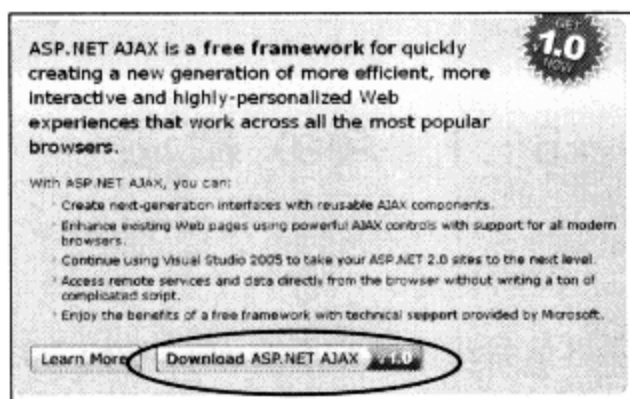 GET
v1.0
NOW
ASP.NET AJAX is a free framework for quickly
creating a new generation of more efficient, more
interactive and highly-personalized Web
experiences that work across all the most popular
browsers.
With ASP.NET AJAX, you can:
Create next-generation interfaces with reusable AJAX components.
Enhance existing Web pages using powerful AJAX controls with support for all modern
browsers.
Continue using Visual Studio 2005 to take your ASP.NET 2.0 sites to the next level.
Access remote services and data directly from the browser without writing a ton of
complicated script.
Enjoy the benefits of a free framework with technical support provided by Microsoft.
Learn More
Download ASP.NET AJAX v1.0